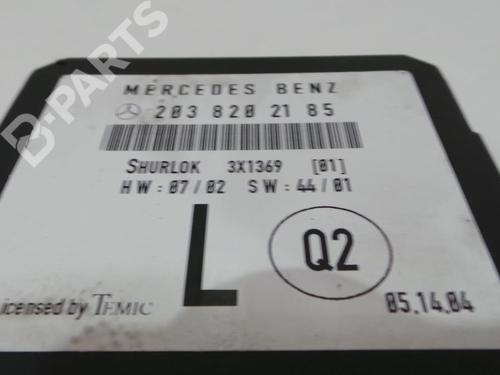 B-PARTS
MERCEDES BENZ
203 820 21 85
SHURLOK 3X1369 [01]
HW:07/02 SW:44/01
L
Q2
Licensed by TEMIC
05.14.04